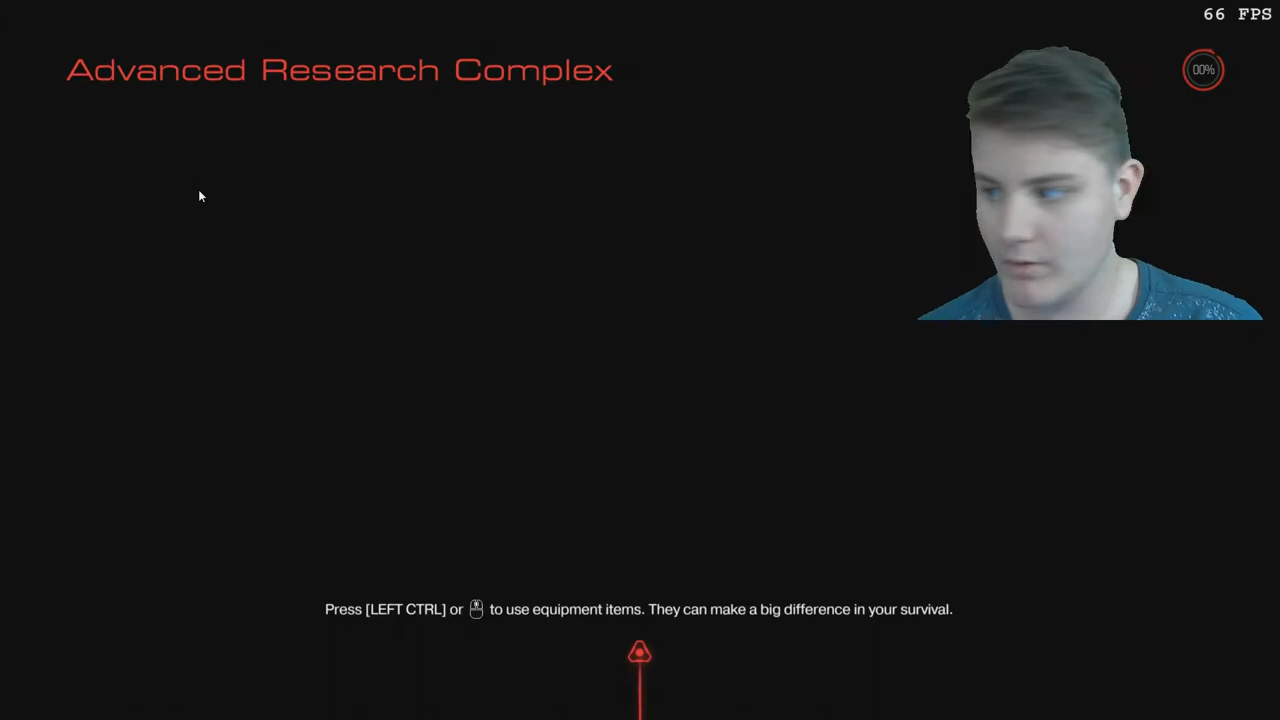 66 FPS
Advanced Research Complex
00%
Press [LEFT CTRL] or to use equipment items. They can make a big difference in your survival.